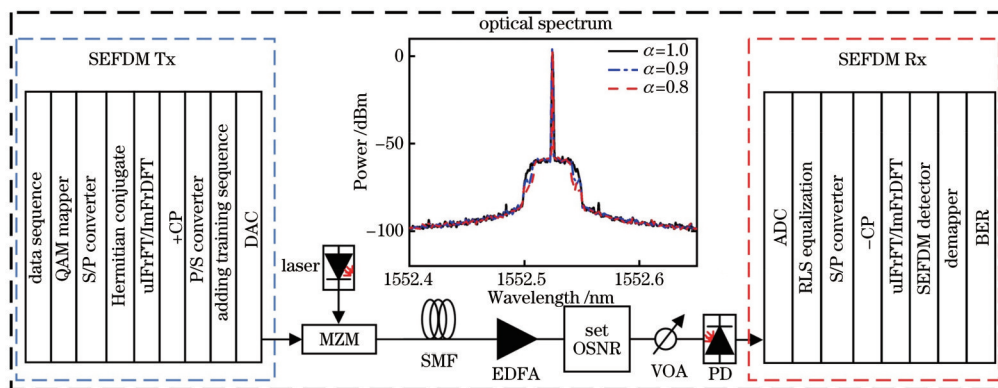 optical spectrum
SEFDM Tx
data sequence
QAM mapper
S/P converter
Hermitian conjugate
uIFrFT/ImFrDFT
+CP
P/S converter
adding training sequence
DAC
0
−50
−100
Power /dBm
α=1.0
α=0.9
α=0.8
1552.4
1552.5
1552.6
Wavelength /nm
laser
MZM
SMF
EDFA
set
OSNR
VOA
PD
SEFDM Rx
ADC
RLS equalization
S/P converter
−CP
uIFrFT/ImFrDFT
SEFDM detector
demapper
BER